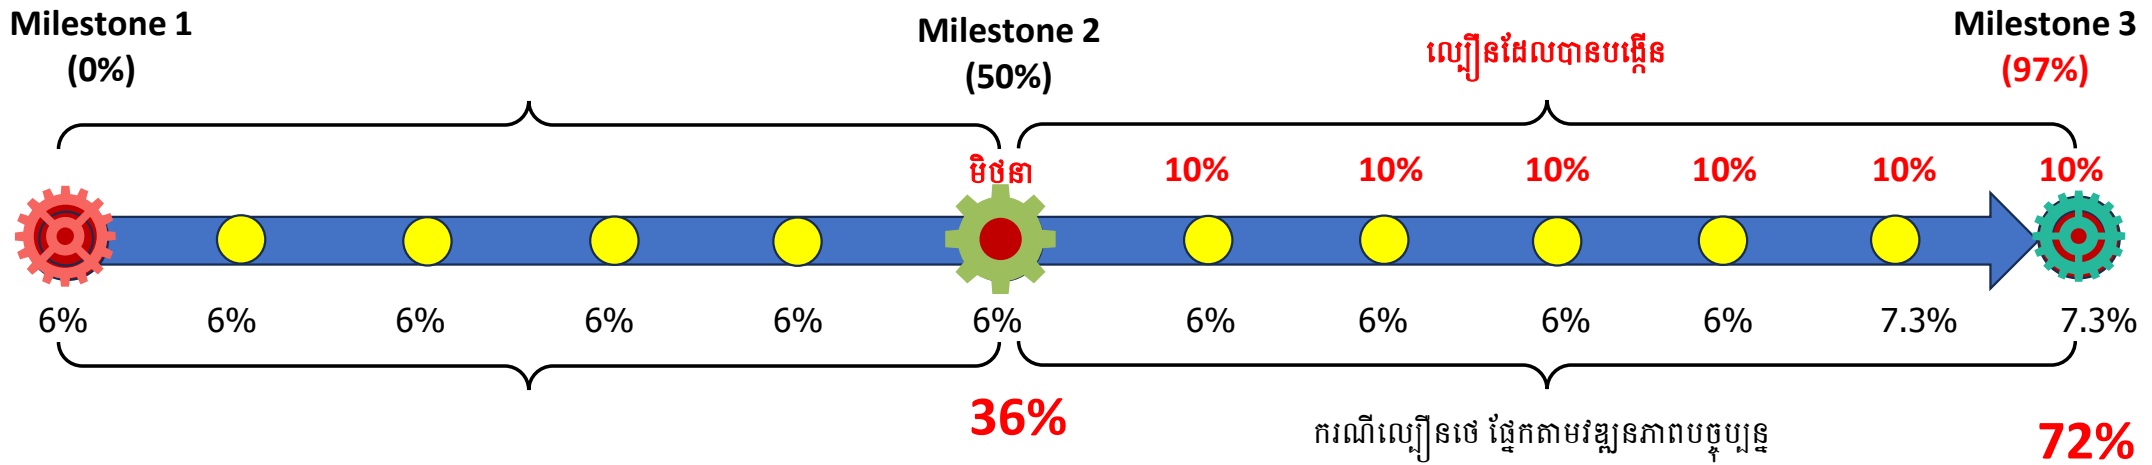 Milestone 1
(0%)
Milestone 2
(50%)
ល្បឿនដែលបានបង្កើន
Milestone 3
(97%)
មិថនា 10% 10% 10% 10% 10% 10%
6% 6% 6% 6% 6% 6% 6% 6% 6% 6% 7.3% 7.3%
36%
ករណីល្បឿនថេ ផ្នែកតាមវឌ្ឍនភាពបច្ចុប្បន្ន
72%